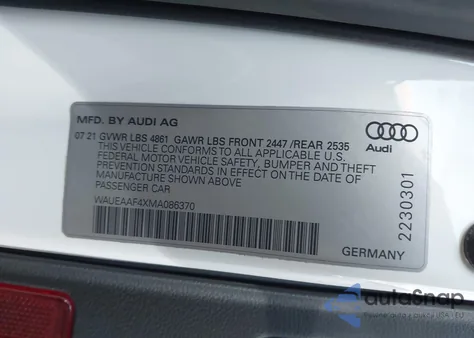 MFD. BY AUDI AG
07 21 GVWR LBS 4861 GAWR LBS FRONT 2447 /REAR 2535
THIS VEHICLE CONFORMS TO ALL APPLICABLE U.S.
FEDERAL MOTOR VEHICLE SAFETY, BUMPER AND THEFT
PREVENTION STANDARDS IN EFFECT ON THE DATE OF
MANUFACTURE SHOWN ABOVE
PASSENGER CAR
WAUEAAF4XMA086370
GERMANY
Audi
2230301
autoSnap